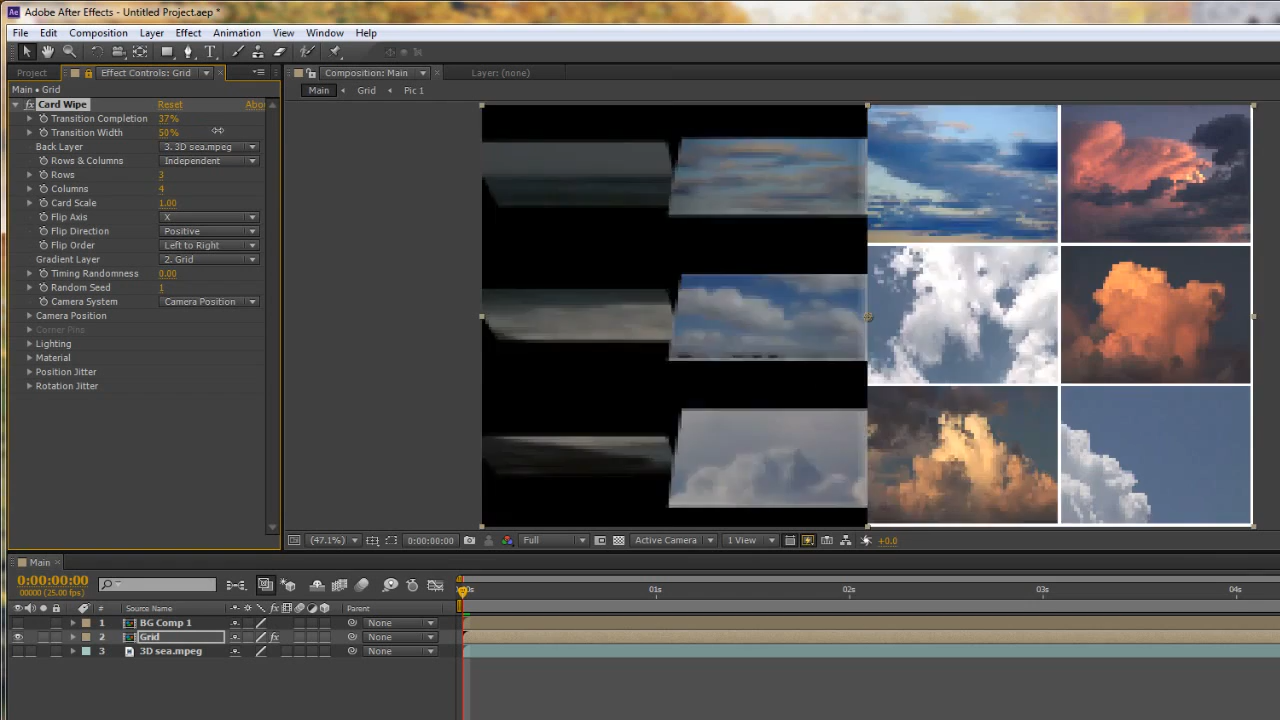 Adobe After Effects - Untitled Project.aep *
File Edit Composition Layer Effect Animation View Window Help
Project Effect Controls: Grid Composition: Main Layer: (none)
Main • Grid
Main Grid Pic 1
fx Card Wipe Reset Abo
Transition Completion 37%
Transition Width 50%
Back Layer 3. 3D sea.mpeg
Rows & Columns Independent
Rows 3
Columns 4
Card Scale 1.00
Flip Axis X
Flip Direction Positive
Flip Order Left to Right
Gradient Layer 2. Grid
Timing Randomness 0.00
Random Seed 1
Camera System Camera Position
Camera Position
Corner Pins
Lighting
Material
Position Jitter
Rotation Jitter
(47.1%) 0:00:00:00 Full Active Camera 1 View +0.0
Main
0:00:00:00
00000 (25.00 fps)
01s 02s 03s 04s
# Source Name fx Parent
1 BG Comp 1 None
2 Grid fx None
3 3D sea.mpeg None